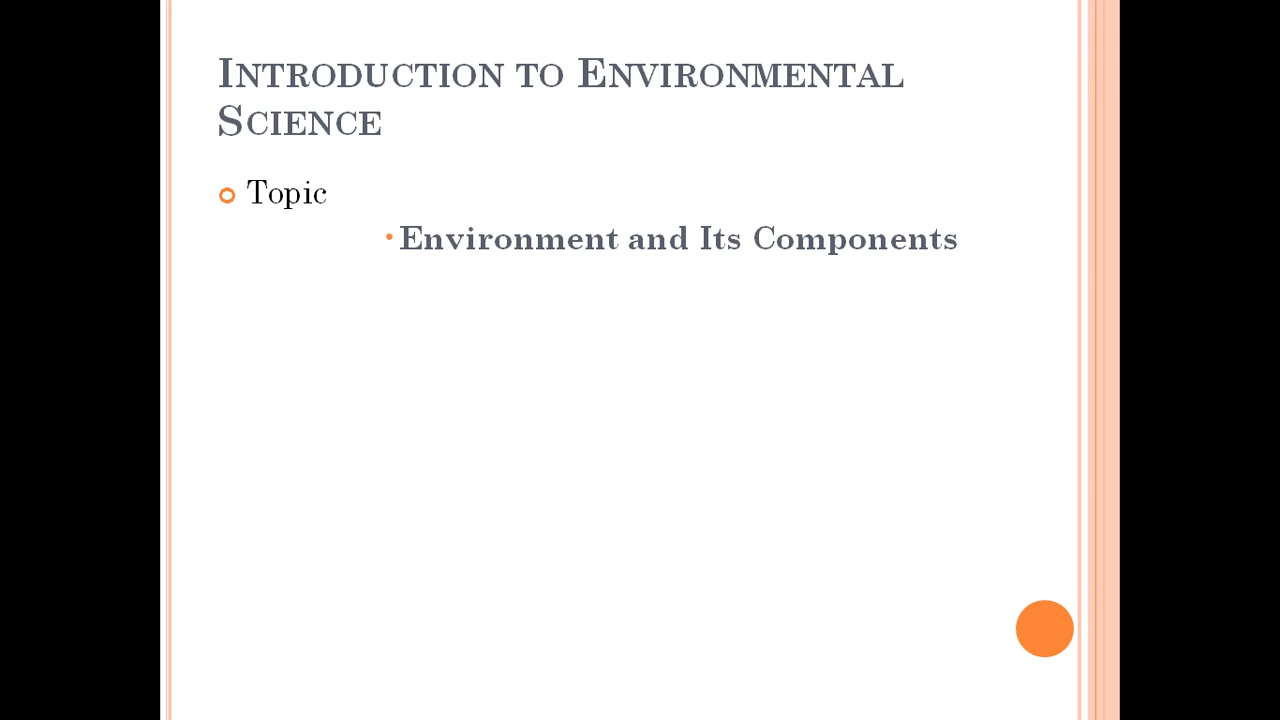 Introduction to Environmental
Science
Topic
Environment and Its Components